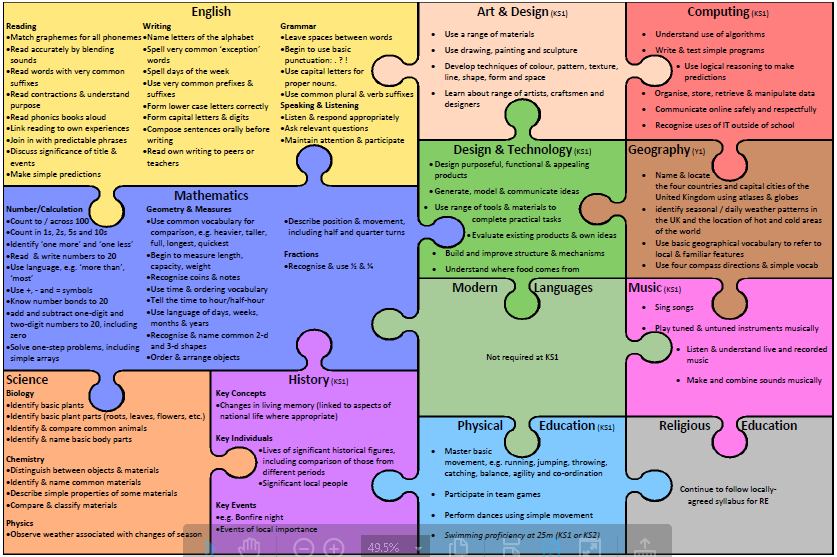 English
Reading
•Match graphemes for all phonemes
•Read accurately by blending
sounds
•Read words with very common
suffixes
•Read contractions & understand
purpose
•Read phonics books aloud
•Link reading to own experiences
•Join in with predictable phrases
•Discuss significance of title &
events
•Make simple predictions
Writing
•Name letters of the alphabet
•Spell very common ‘exception’
words
•Spell days of the week
•Use very common prefixes &
suffixes
•Form lower case letters correctly
•Form capital letters & digits
•Compose sentences orally before
writing
•Read own writing to peers or
teachers
Grammar
•Leave spaces between words
•Begin to use basic
punctuation: . ? !
•Use capital letters for
proper nouns.
•Use common plural & verb suffixes
Speaking & Listening
•Listen & respond appropriately
•Ask relevant questions
•Maintain attention & participate
Art & Design (KS1)
• Use a range of materials
• Use drawing, painting and sculpture
• Develop techniques of colour, pattern, texture,
line, shape, form and space
• Learn about range of artists, craftsmen and
designers
Computing (KS1)
• Understand use of algorithms
• Write & test simple programs
• Use logical reasoning to make
predictions
• Organise, store, retrieve & manipulate data
• Communicate online safely and respectfully
• Recognise uses of IT outside of school
Design & Technology (KS1)
• Design purposeful, functional & appealing
products
• Generate, model & communicate ideas
• Use range of tools & materials to
complete practical tasks
•Evaluate existing products & own ideas
• Build and improve structure & mechanisms
• Understand where food comes from
Geography (Y1)
• Name & locate
the four countries and capital cities of the
United Kingdom using atlases & globes
• identify seasonal / daily weather patterns in
the UK and the location of hot and cold areas
of the world
• Use basic geographical vocabulary to refer to
local & familiar features
• Use four compass directions & simple vocab
Mathematics
Number/Calculation
•Count to / across 100
•Count in 1s, 2s, 5s and 10s
•Identify ‘one more’ and ‘one less’
•Read & write numbers to 20
•Use language, e.g. ‘more than’,
‘most’
•Use +, - and = symbols
•Know number bonds to 20
•add and subtract one-digit and
two-digit numbers to 20, including
zero
•Solve one-step problems, including
simple arrays
Geometry & Measures
•Use common vocabulary for
comparison, e.g. heavier, taller,
full, longest, quickest
•Begin to measure length,
capacity, weight
•Recognise coins & notes
•Use time & ordering vocabulary
•Tell the time to hour/half-hour
•Use language of days, weeks,
months & years
•Recognise & name common 2-d
and 3-d shapes
•Order & arrange objects
•Describe position & movement,
including half and quarter turns
Fractions
•Recognise & use ½ & ¼
Modern Languages
Not required at KS1
Music (KS1)
• Sing songs
• Play tuned & untuned instruments musically
• Listen & understand live and recorded
music
• Make and combine sounds musically
Science
Biology
•Identify basic plants
•Identify basic plant parts (roots, leaves, flowers, etc.)
•Identify & compare common animals
•Identify & name basic body parts
Chemistry
•Distinguish between objects & materials
•Identify & name common materials
•Describe simple properties of some materials
•Compare & classify materials
Physics
•Observe weather associated with changes of season
History (KS1)
Key Concepts
•Changes in living memory (linked to aspects of
national life where appropriate)
Key Individuals
•Lives of significant historical figures,
including comparison of those from
different periods
•Significant local people
Key Events
•e.g. Bonfire night
•Events of local importance
Physical Education (KS1)
• Master basic
movement, e.g. running, jumping, throwing,
catching, balance, agility and co-ordination
• Participate in team games
• Perform dances using simple movement
• Swimming proficiency at 25m (KS1 or KS2)
Religious Education
Continue to follow locally-
agreed syllabus for RE
49.5%